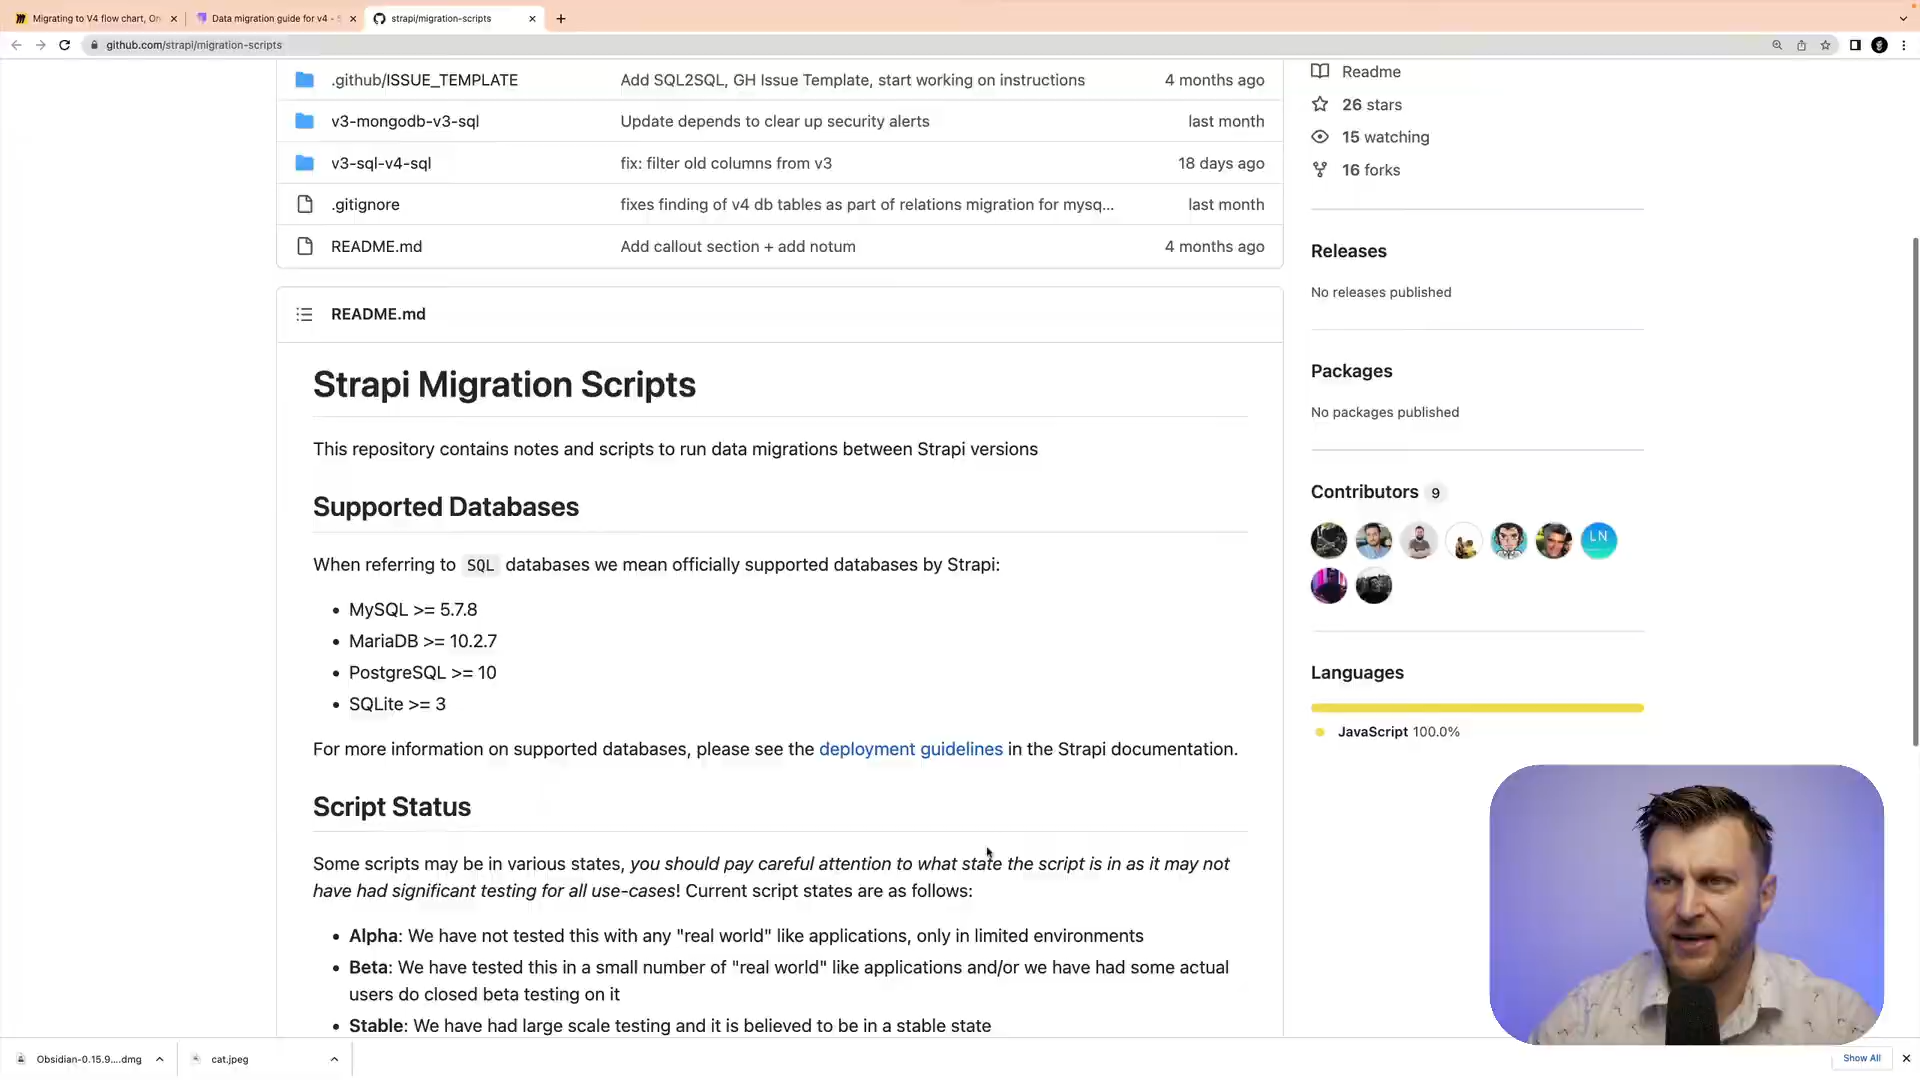 Migrating to V4 flow chart, On
Data migration guide for v4 - S
strapi/migration-scripts
github.com/strapi/migration-scripts
.github/ISSUE_TEMPLATE
Add SQL2SQL, GH Issue Template, start working on instructions
4 months ago
v3-mongodb-v3-sql
Update depends to clear up security alerts
last month
v3-sql-v4-sql
fix: filter old columns from v3
18 days ago
.gitignore
fixes finding of v4 db tables as part of relations migration for mysq...
last month
README.md
Add callout section + add notum
4 months ago
README.md
Strapi Migration Scripts
This repository contains notes and scripts to run data migrations between Strapi versions
Supported Databases
When referring to SQL databases we mean officially supported databases by Strapi:
• MySQL >= 5.7.8
• MariaDB >= 10.2.7
• PostgreSQL >= 10
• SQLite >= 3
For more information on supported databases, please see the deployment guidelines in the Strapi documentation.
Script Status
Some scripts may be in various states, you should pay careful attention to what state the script is in as it may not
have had significant testing for all use-cases! Current script states are as follows:
• Alpha: We have not tested this with any "real world" like applications, only in limited environments
• Beta: We have tested this in a small number of "real world" like applications and/or we have had some actual
users do closed beta testing on it
• Stable: We have had large scale testing and it is believed to be in a stable state
Readme
26 stars
15 watching
16 forks
Releases
No releases published
Packages
No packages published
Contributors 9
LN
Languages
JavaScript 100.0%
Obsidian-0.15.9....dmg
cat.jpeg
Show All